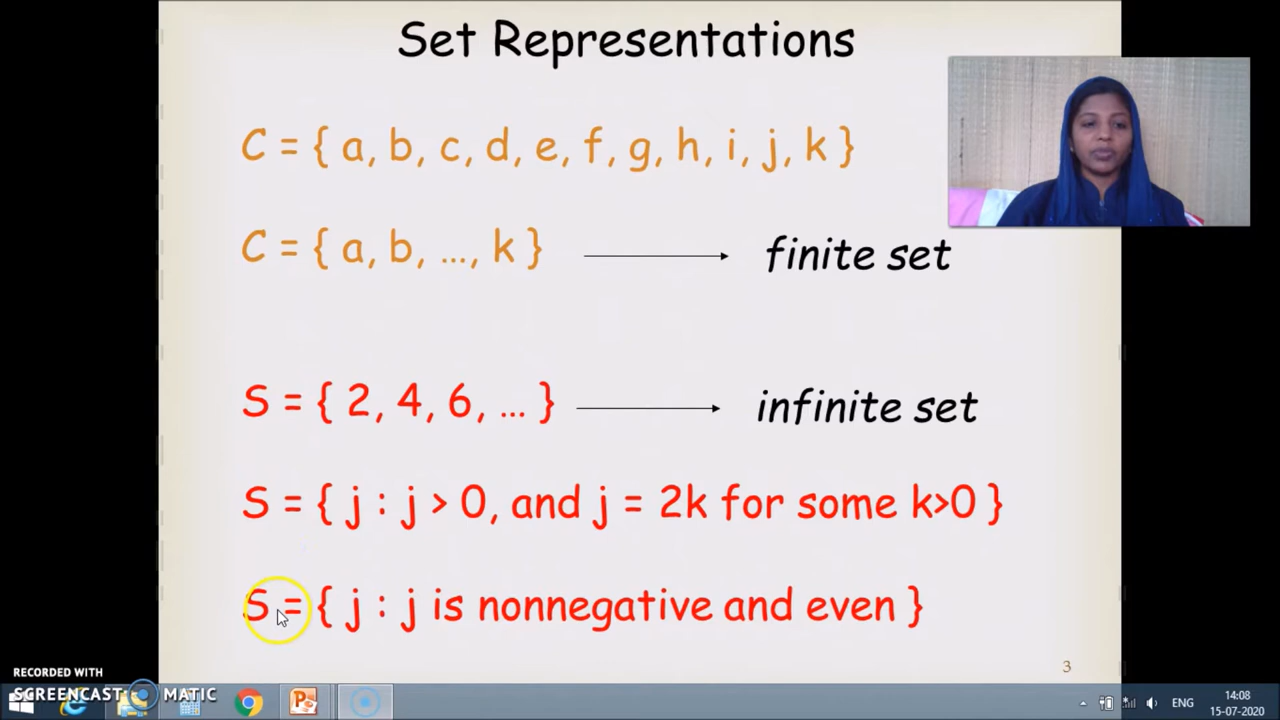 Set Representations
C = { a, b, c, d, e, f, g, h, i, j, k }
C = { a, b, …, k } finite set
S = { 2, 4, 6, … } infinite set
S = { j : j > 0, and j = 2k for some k>0 }
S = { j : j is nonnegative and even }
3
RECORDED WITH
SCREENCAST MATIC
ENG
14:08
15-07-2020